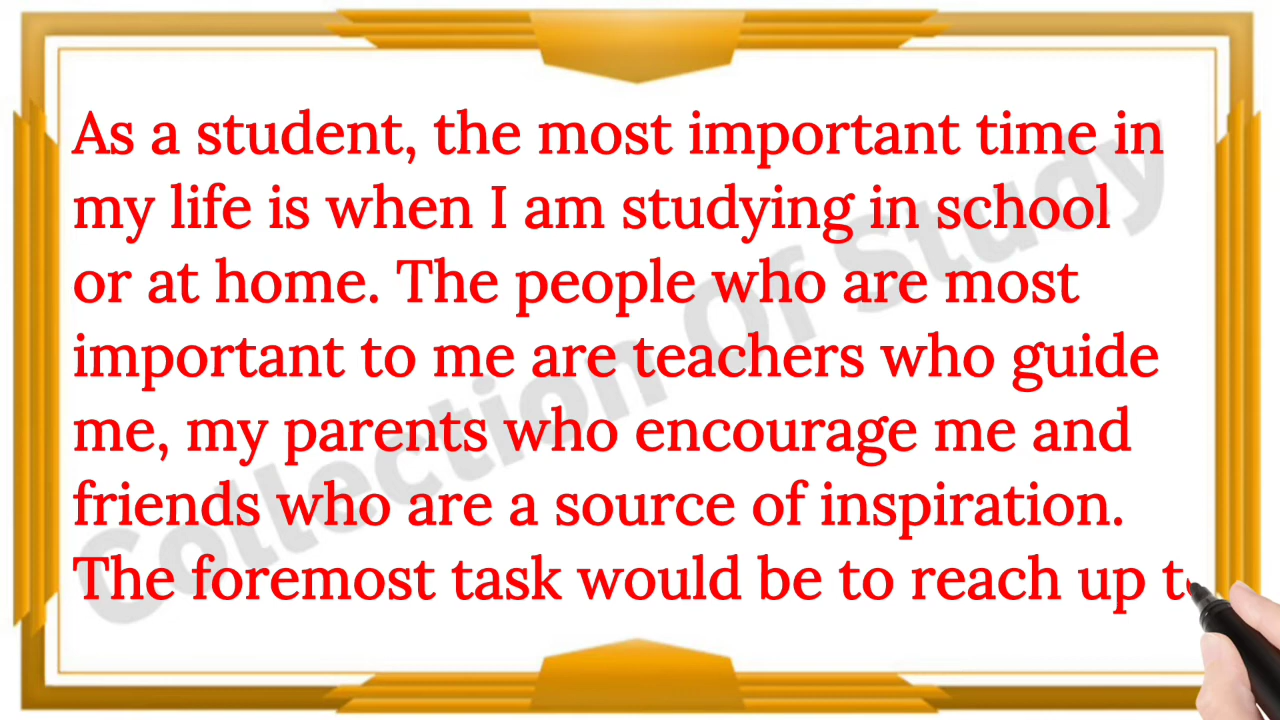 As a student, the most important time in
my life is when I am studying in school
or at home. The people who are most
important to me are teachers who guide
me, my parents who encourage me and
friends who are a source of inspiration.
The foremost task would be to reach up to
Collection Of Study